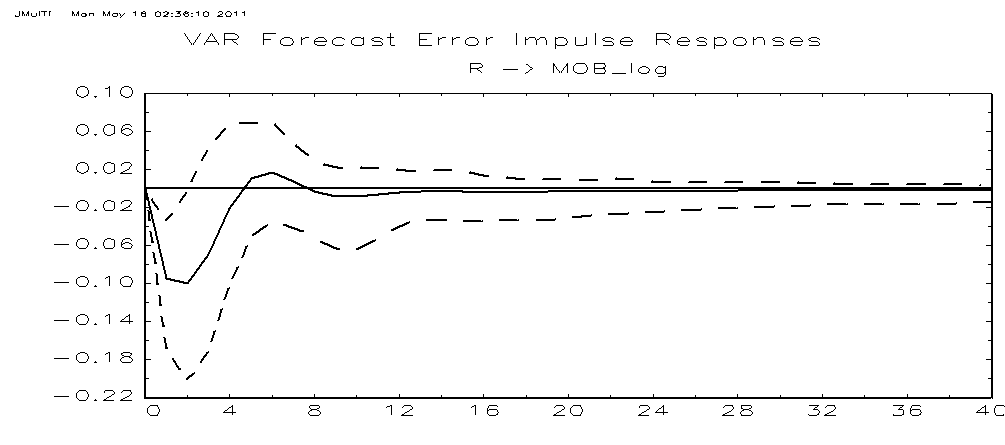 JMulTi Mon May 16 02:36:10 2011
VAR Forecast Error Impulse Responses
R -> MOB_log
0.10
0.06
0.02
-0.02
-0.06
-0.10
-0.14
-0.18
-0.22
0 4 8 12 16 20 24 28 32 36 40